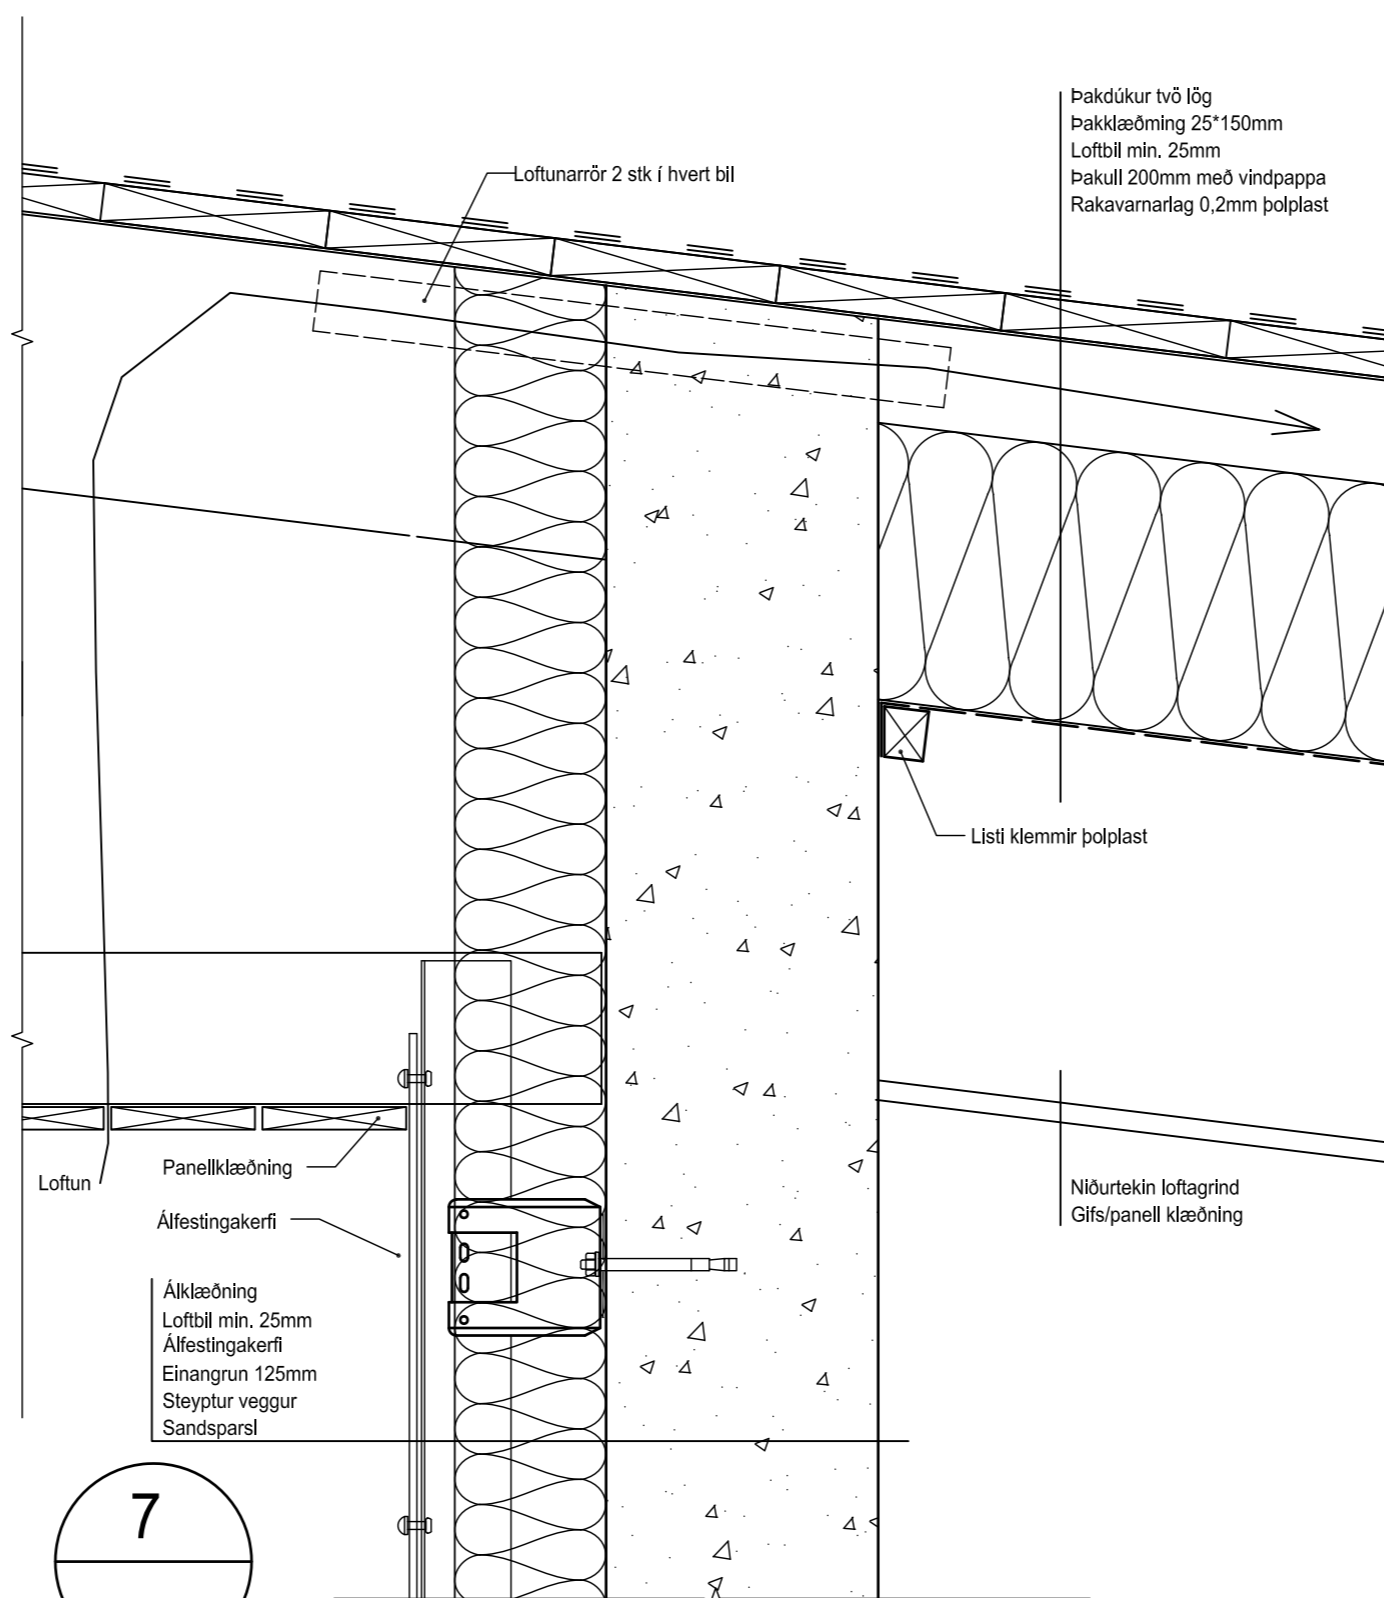 Þakdúkur tvö lög
Þakklæðming 25*150mm
Loftbil min. 25mm
Þakull 200mm með vindpappa
Rakavarnarlag 0,2mm þolplast
Loftunarrör 2 stk í hvert bil
Listi klemmir þolplast
Panellklæðning
Loftun
Álfestingakerfi
Niðurtekin loftagrind
Gifs/panell klæðning
Álklæðning
Loftbil min. 25mm
Álfestingakerfi
Einangrun 125mm
Steyptur veggur
Sandsparsl
7